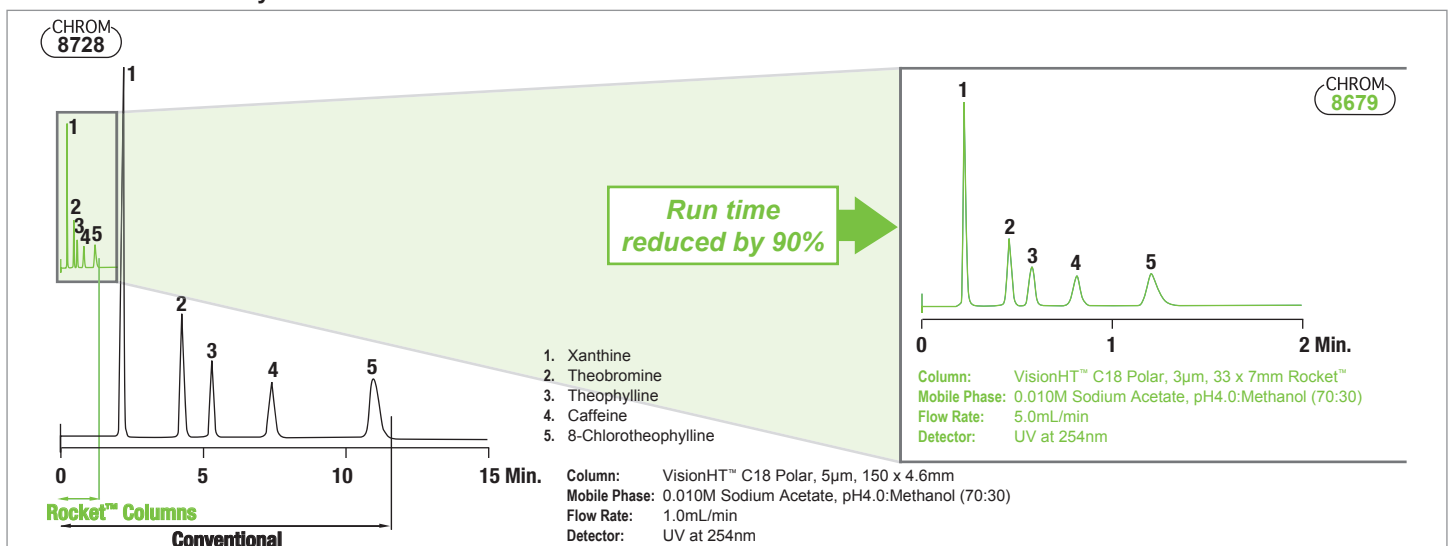 CHROM
8728
1
1
2
3
4
5
2
3
4
5
0
5
10
15 Min.
Rocket™ Columns
Conventional
Run time
reduced by 90%
1. Xanthine
2. Theobromine
3. Theophylline
4. Caffeine
5. 8-Chlorotheophylline
Column: VisionHT™ C18 Polar, 5µm, 150 x 4.6mm
Mobile Phase: 0.010M Sodium Acetate, pH4.0:Methanol (70:30)
Flow Rate: 1.0mL/min
Detector: UV at 254nm
CHROM
8679
1
2
3
4
5
0
1
2 Min.
Column: VisionHT™ C18 Polar, 3µm, 33 x 7mm Rocket™
Mobile Phase: 0.010M Sodium Acetate, pH4.0:Methanol (70:30)
Flow Rate: 5.0mL/min
Detector: UV at 254nm